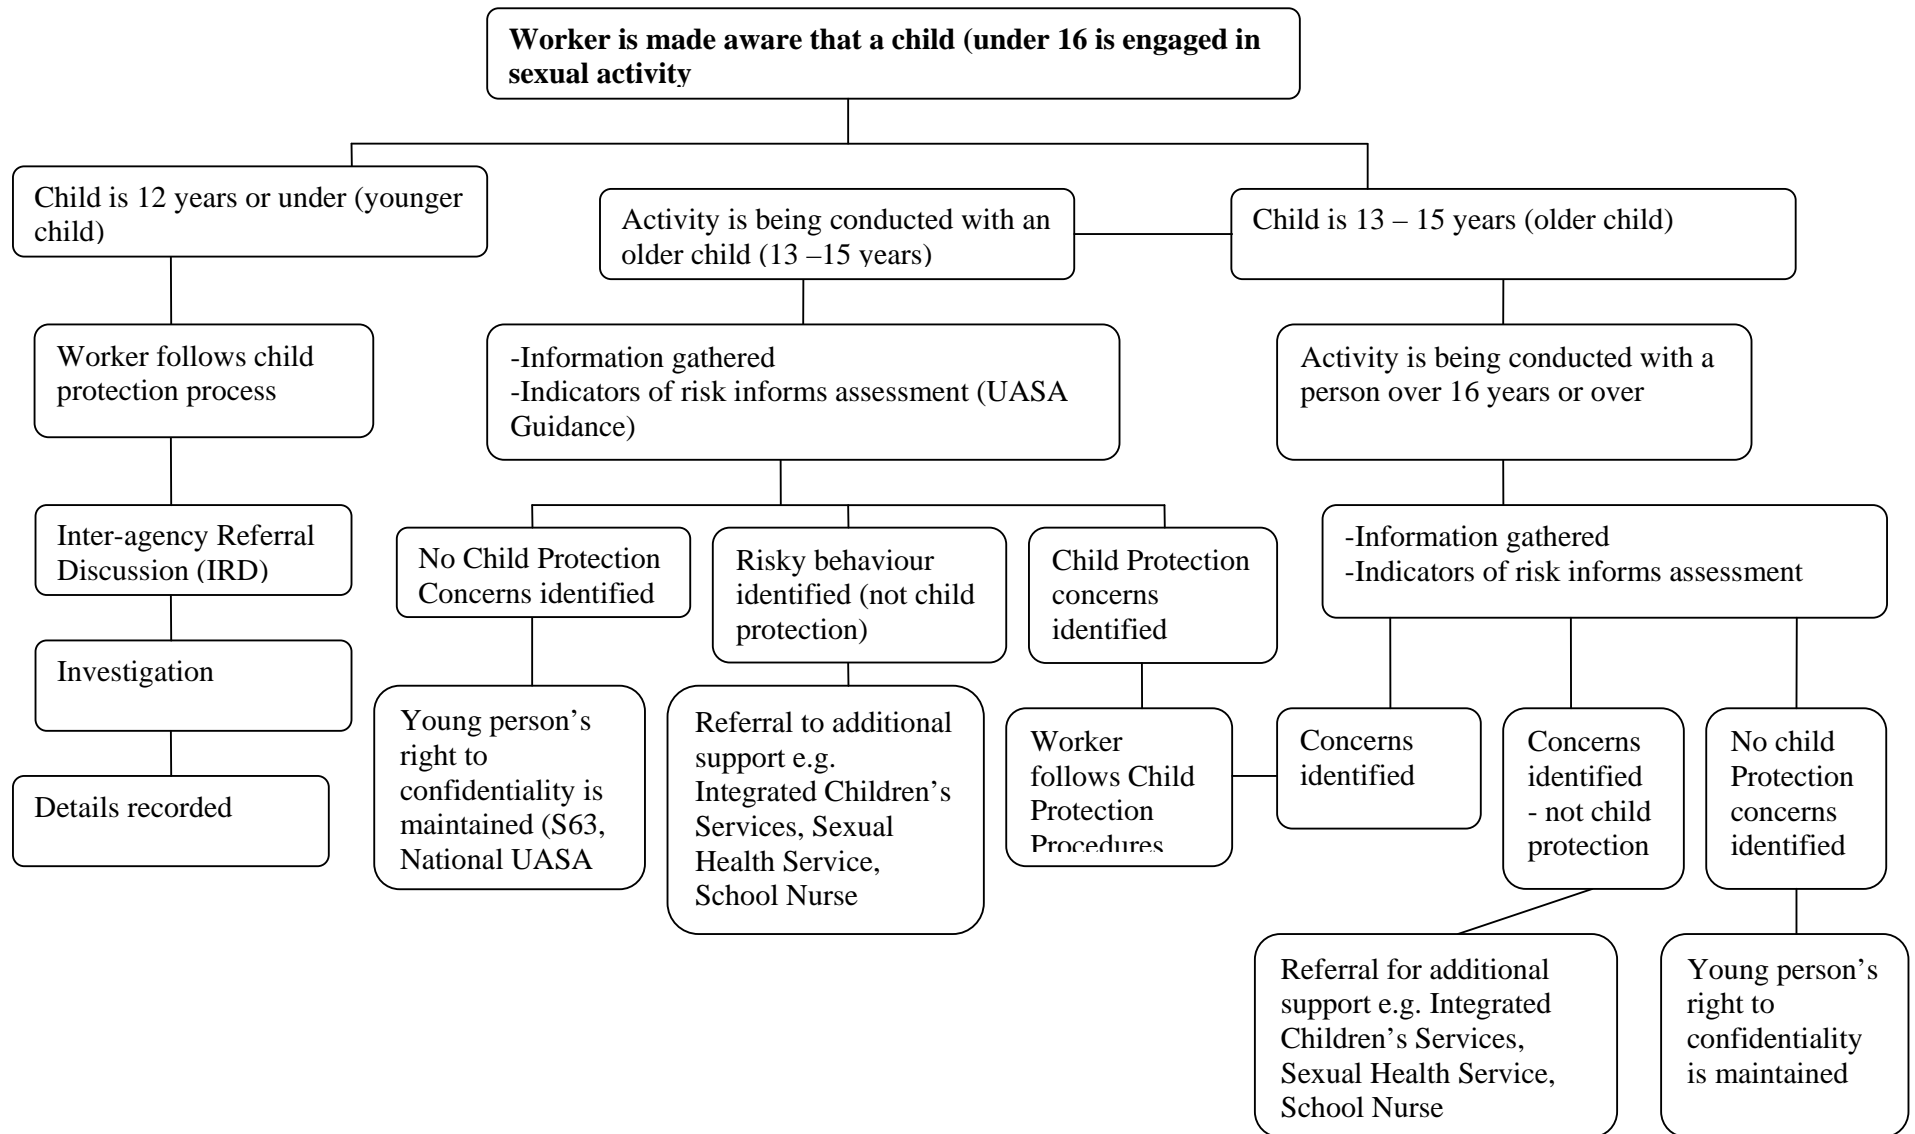 Worker is made aware that a child (under 16 is engaged in
sexual activity
Child is 12 years or under (younger
child)
Activity is being conducted with an
older child (13 –15 years)
Child is 13 – 15 years (older child)
Worker follows child
protection process
-Information gathered
-Indicators of risk informs assessment (UASA
Guidance)
Activity is being conducted with a
person over 16 years or over
Inter-agency Referral
Discussion (IRD)
No Child Protection
Concerns identified
Risky behaviour
identified (not child
protection)
Child Protection
concerns
identified
-Information gathered
-Indicators of risk informs assessment
Investigation
Young person’s
right to
confidentiality is
maintained (S63,
National UASA
Referral to additional
support e.g.
Integrated Children’s
Services, Sexual
Health Service,
School Nurse
Worker
follows Child
Protection
Procedures
Concerns
identified
Concerns
identified
- not child
protection
No child
Protection
concerns
identified
Details recorded
Referral for additional
support e.g. Integrated
Children’s Services,
Sexual Health Service,
School Nurse
Young person’s
right to
confidentiality
is maintained